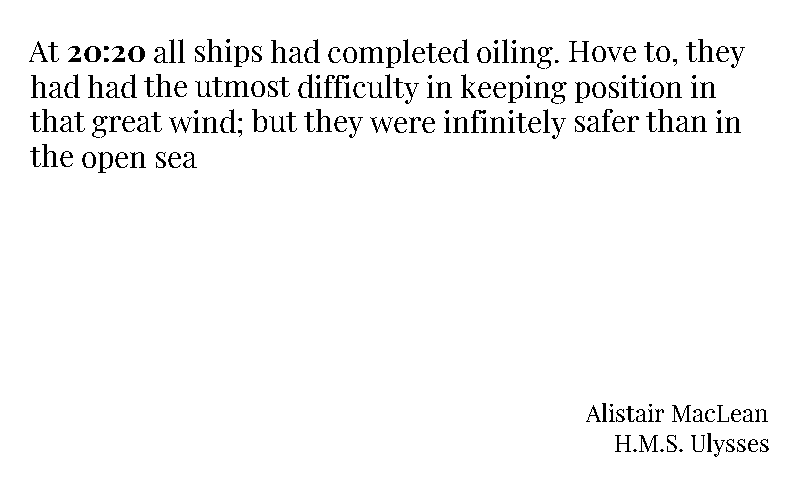 At 20:20 all ships had completed oiling. Hove to, they
had had the utmost difficulty in keeping position in
that great wind; but they were infinitely safer than in
the open sea
Alistair MacLean
H.M.S. Ulysses